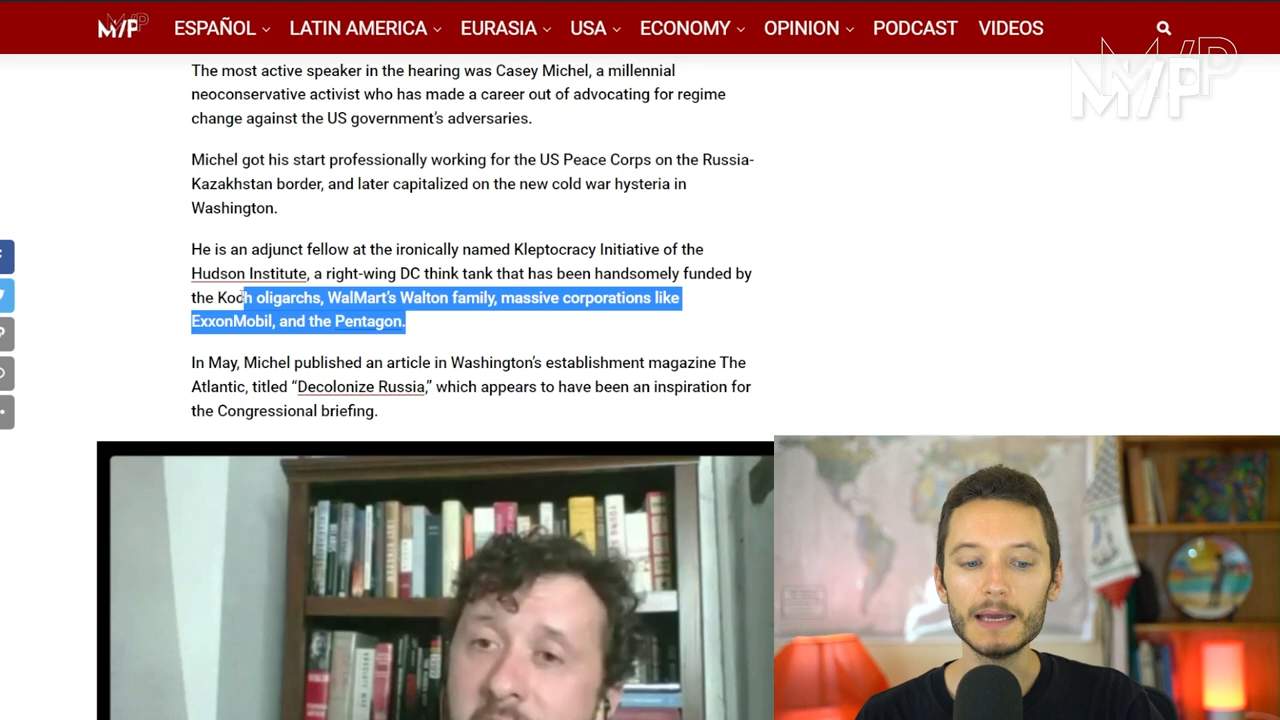 M/P ESPAÑOL LATIN AMERICA EURASIA USA ECONOMY OPINION PODCAST VIDEOS
M/P
The most active speaker in the hearing was Casey Michel, a millennial
neoconservative activist who has made a career out of advocating for regime
change against the US government’s adversaries.
Michel got his start professionally working for the US Peace Corps on the Russia-
Kazakhstan border, and later capitalized on the new cold war hysteria in
Washington.
He is an adjunct fellow at the ironically named Kleptocracy Initiative of the
Hudson Institute, a right-wing DC think tank that has been handsomely funded by
the Koch oligarchs, WalMart’s Walton family, massive corporations like
ExxonMobil, and the Pentagon.
In May, Michel published an article in Washington’s establishment magazine The
Atlantic, titled “Decolonize Russia,” which appears to have been an inspiration for
the Congressional briefing.